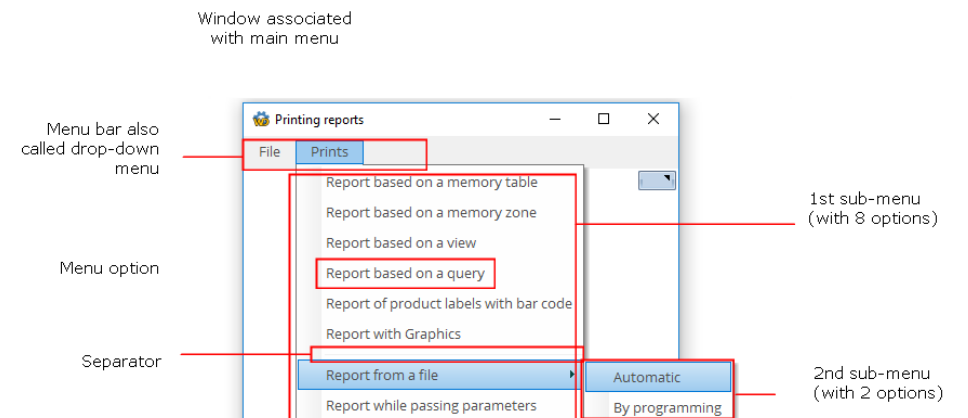 Window associated
with main menu
Printing reports
Menu bar also
called drop-down
menu
File Prints
Report based on a memory table
Report based on a memory zone
Report based on a view
Report based on a query
Report of product labels with bar code
Report with Graphics
Report from a file
Report while passing parameters
1st sub-menu
(with 8 options)
Menu option
Separator
Automatic
By programming
2nd sub-menu
(with 2 options)